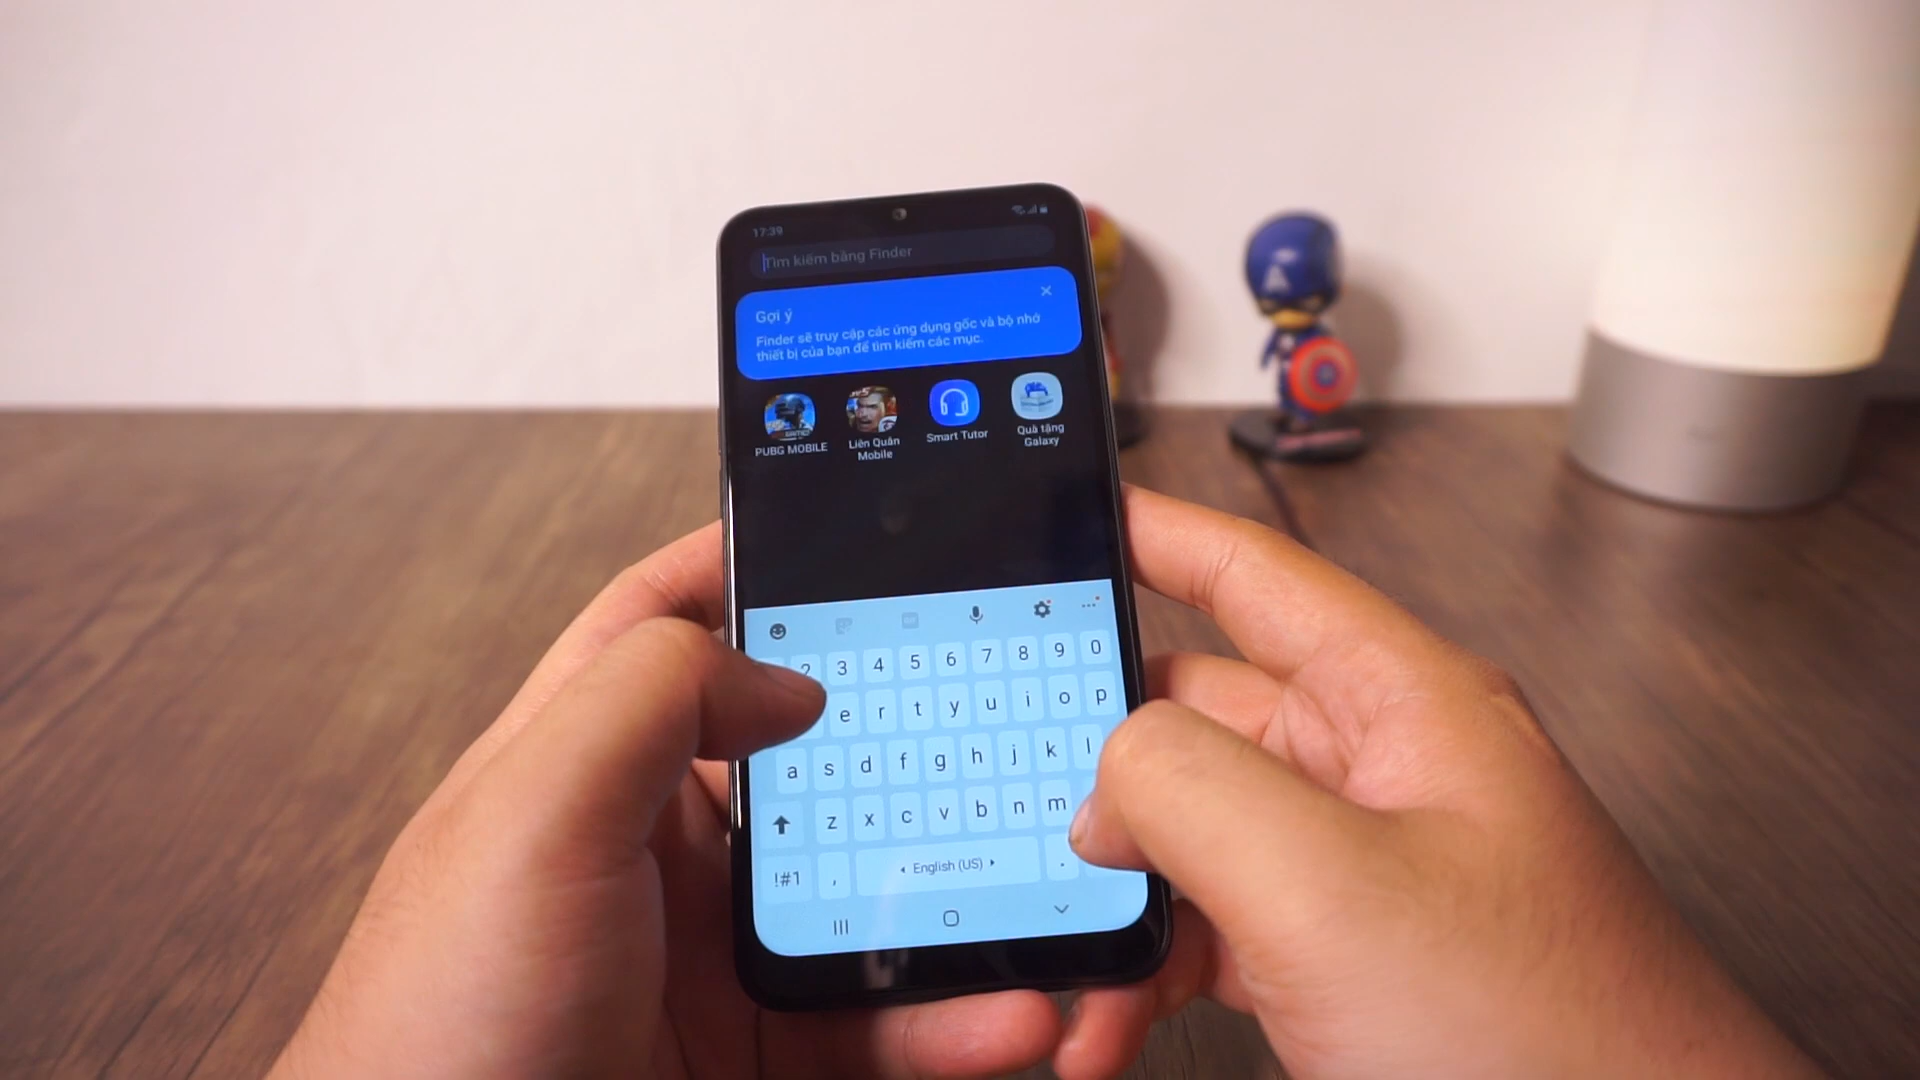 17:39
Tìm kiếm bằng Finder
Gợi ý
Finder sẽ truy cập các ứng dụng gốc và bộ nhớ
thiết bị của bạn để tìm kiếm các mục.
PUBG MOBILE
Liên Quân
Mobile
Smart Tutor
Quà tặng
Galaxy
2 3 4 5 6 7 8 9 0
e r t y u i o p
a s d f g h j k l
z x c v b n m
!#1 , English (US) .
A